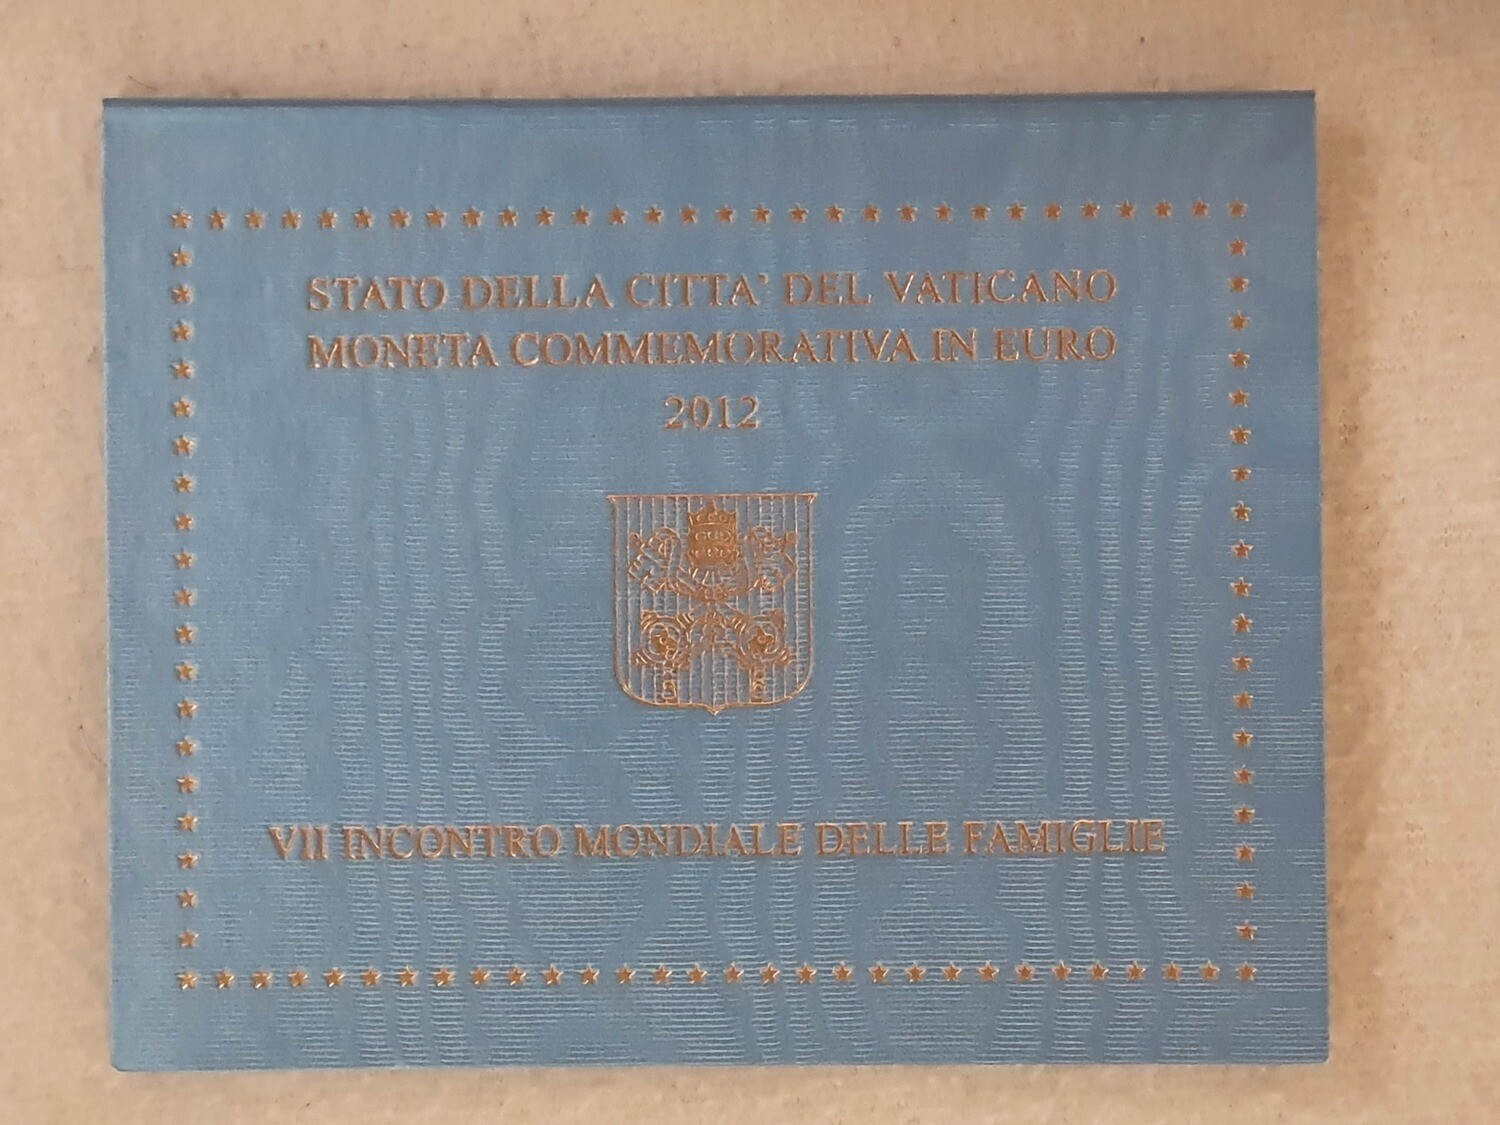 STATO DELLA CITTA' DEL VATICANO
MONETA COMMEMORATIVA IN EURO
2012
VII INCONTRO MONDIALE DELLE FAMIGLIE